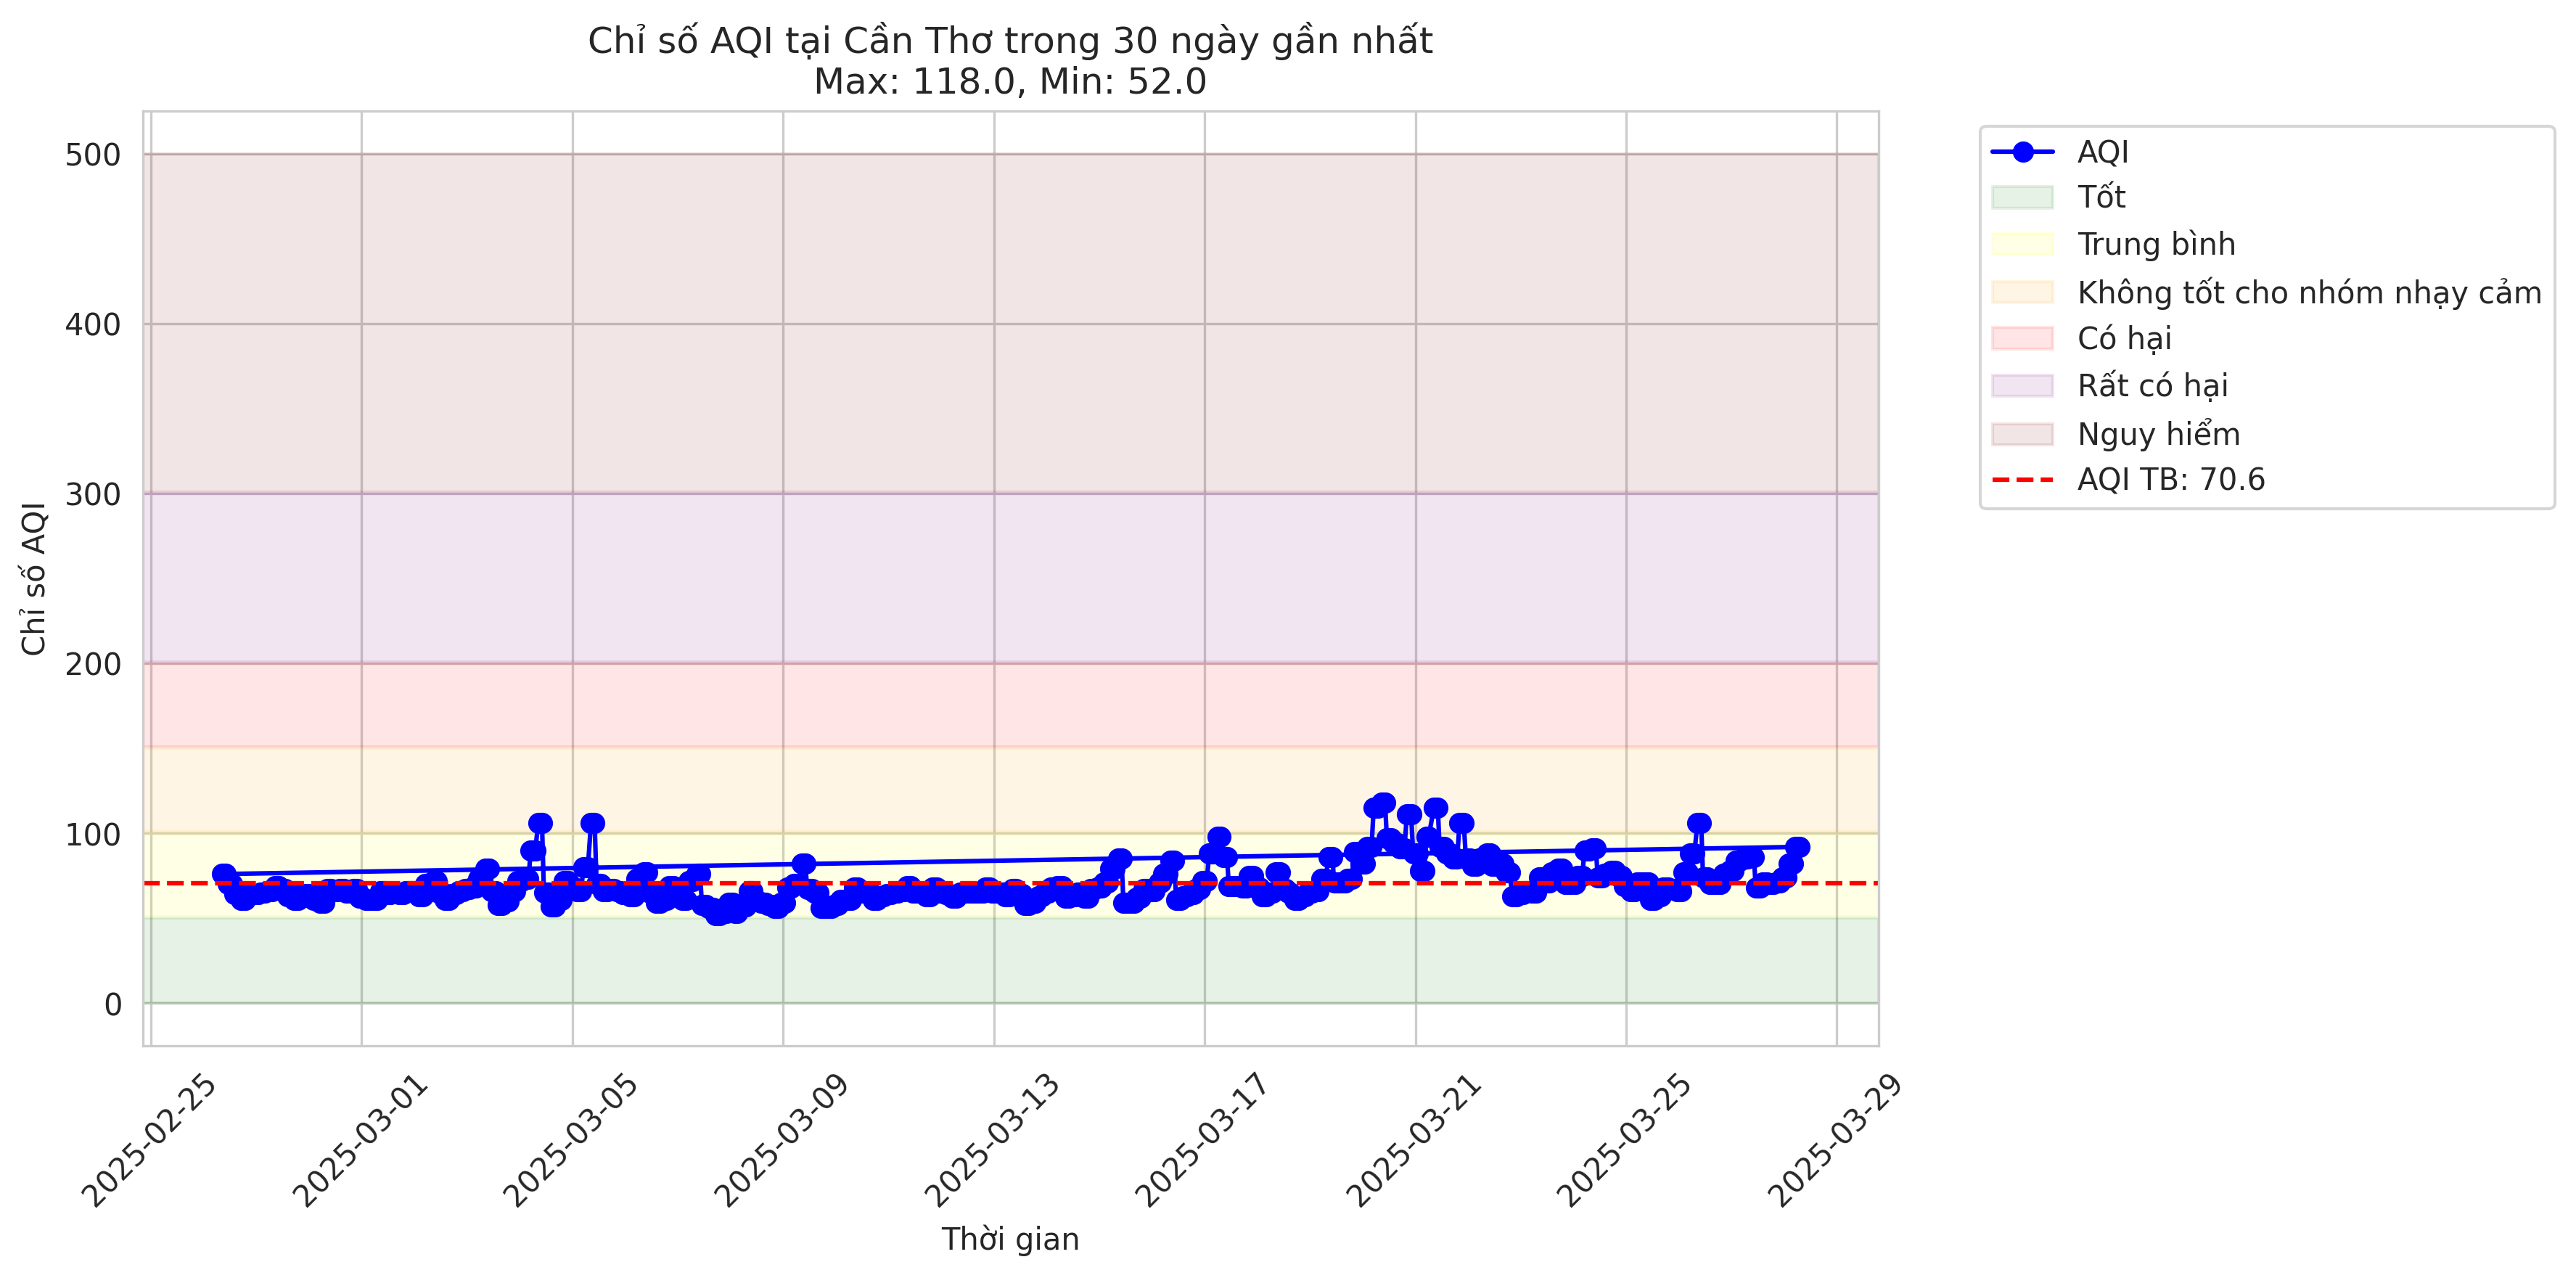 Chỉ số AQI tại Cần Thơ trong 30 ngày gần nhất
Max: 118.0, Min: 52.0
Chỉ số AQI
500
400
300
200
100
0
2025-02-25
2025-03-01
2025-03-05
2025-03-09
2025-03-13
2025-03-17
2025-03-21
2025-03-25
2025-03-29
Thời gian
AQI
Tốt
Trung bình
Không tốt cho nhóm nhạy cảm
Có hại
Rất có hại
Nguy hiểm
AQI TB: 70.6